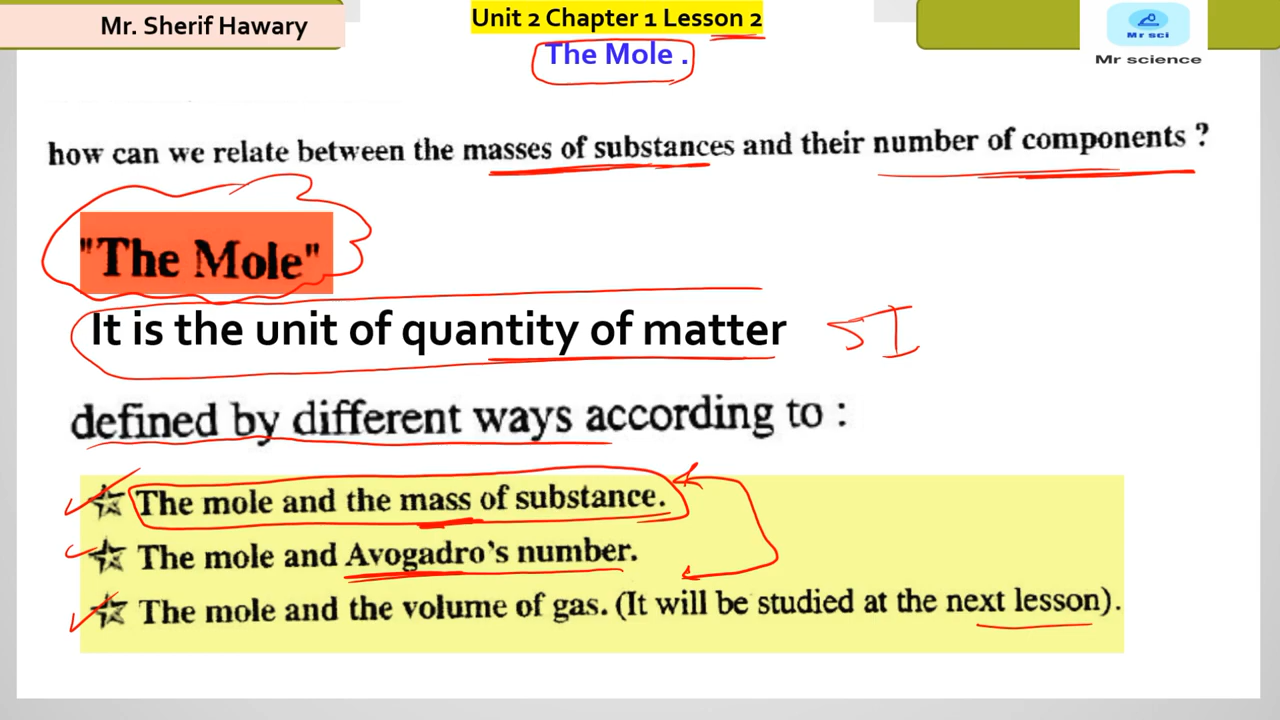 Mr. Sherif Hawary
Unit 2 Chapter 1 Lesson 2
The Mole .
Mr sci
Mr science
how can we relate between the masses of substances and their number of components ?
"The Mole"
It is the unit of quantity of matter SI
defined by different ways according to :
The mole and the mass of substance.
The mole and Avogadro's number.
The mole and the volume of gas. (It will be studied at the next lesson).